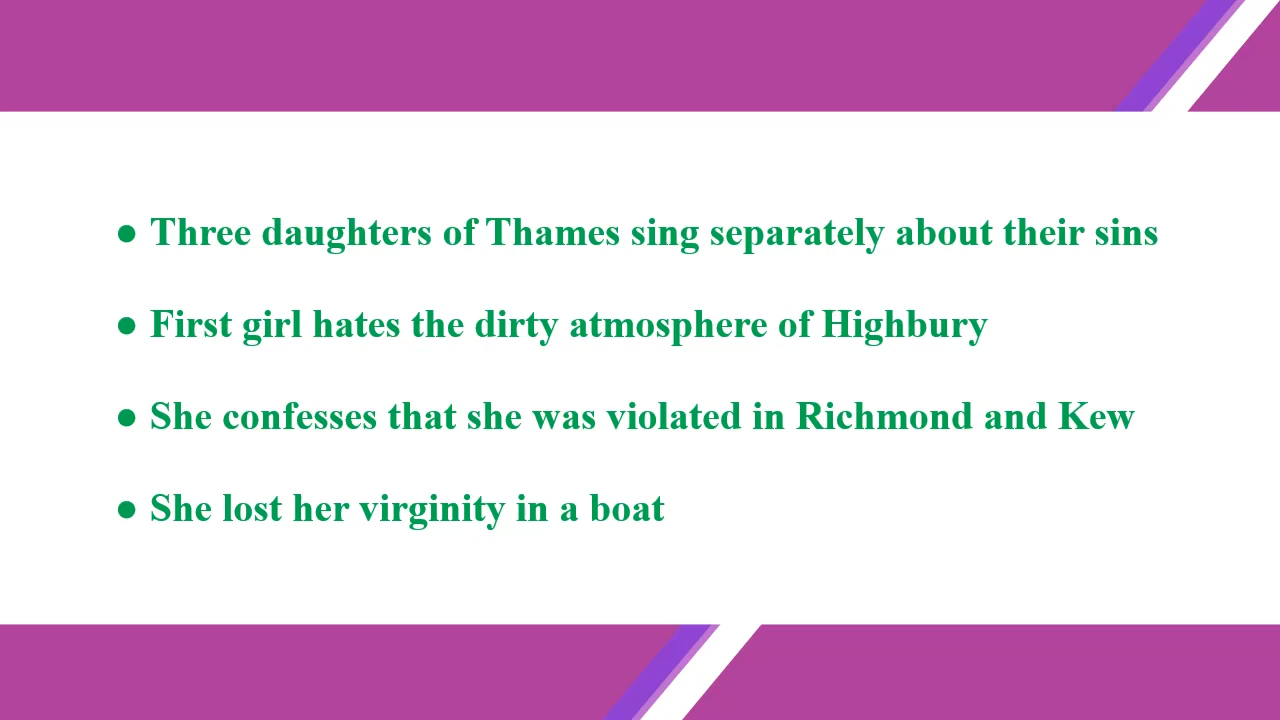 ● Three daughters of Thames sing separately about their sins
● First girl hates the dirty atmosphere of Highbury
● She confesses that she was violated in Richmond and Kew
● She lost her virginity in a boat